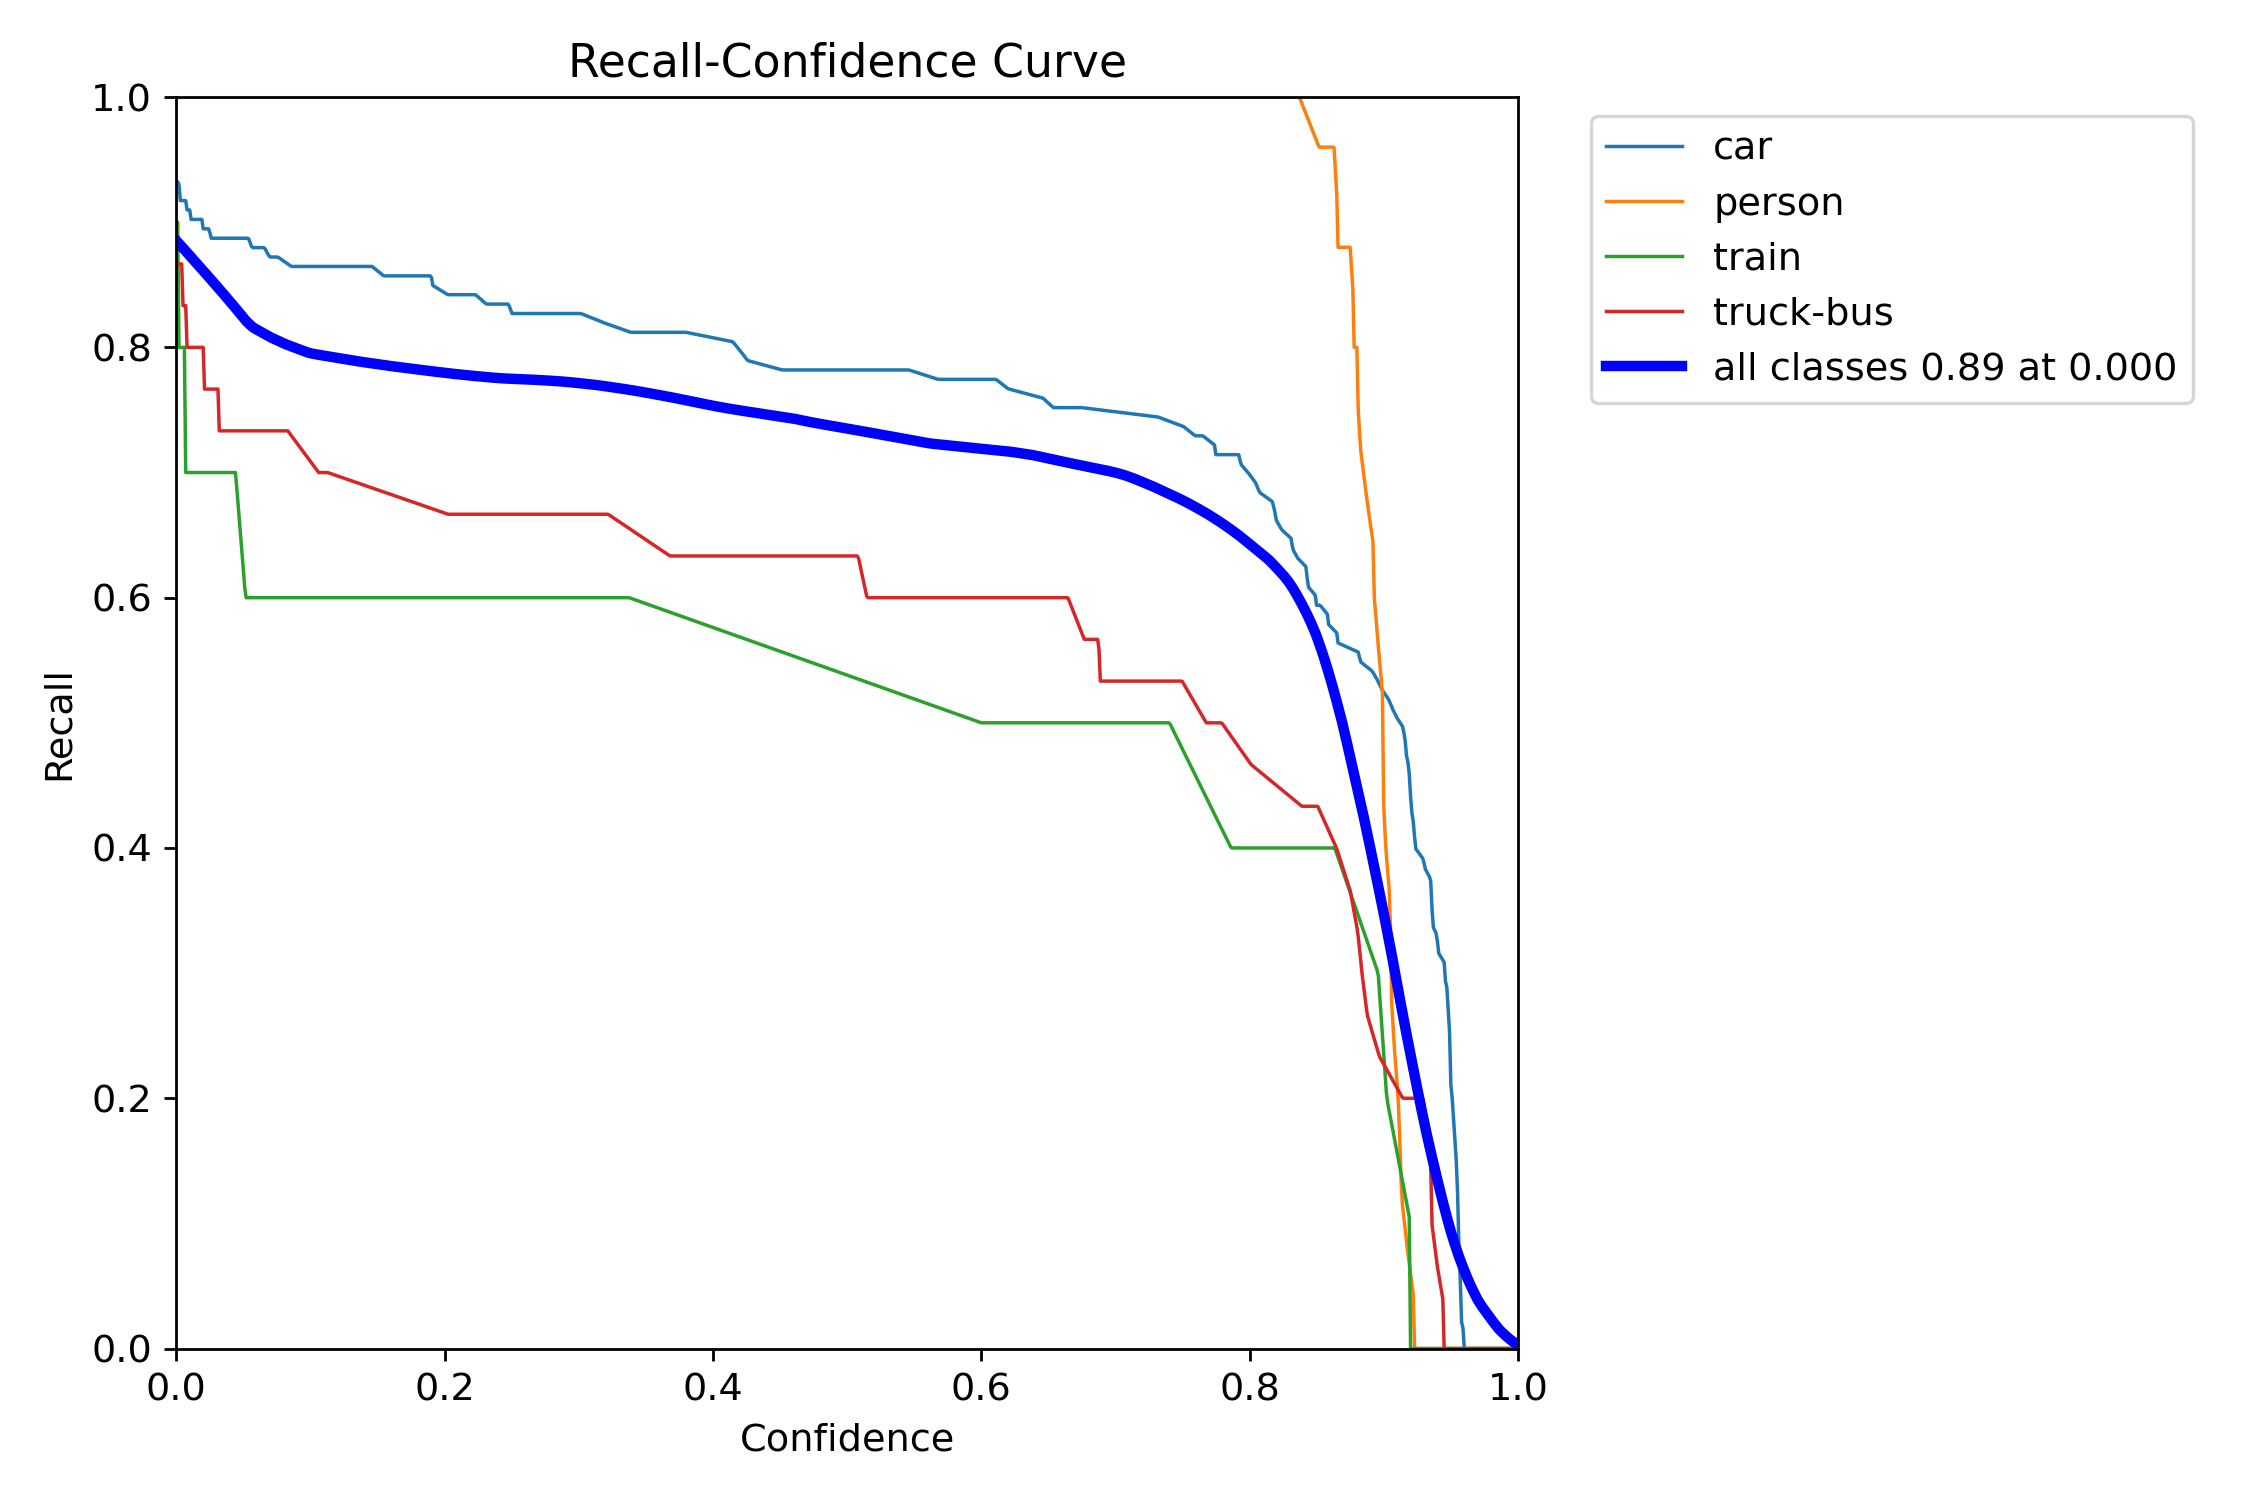 Recall-Confidence Curve
1.0
0.8
0.6
0.4
0.2
0.0
Recall
0.0 0.2 0.4 0.6 0.8 1.0
Confidence
car
person
train
truck-bus
all classes 0.89 at 0.000